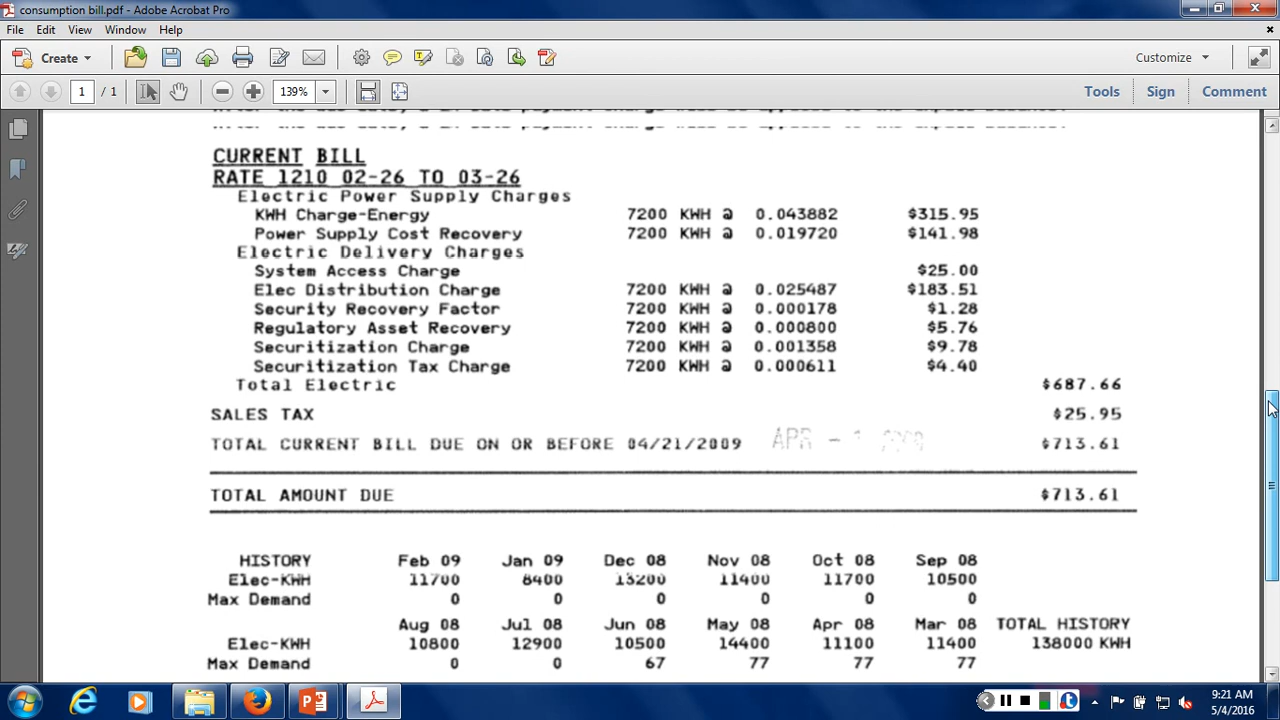 consumption bill.pdf - Adobe Acrobat Pro
File Edit View Window Help
Create
Customize
1 / 1
139%
Tools Sign Comment
CURRENT BILL
RATE 1210 02-26 TO 03-26
Electric Power Supply Charges
KWH Charge-Energy 7200 KWH @ 0.043882 $315.95
Power Supply Cost Recovery 7200 KWH @ 0.019720 $141.98
Electric Delivery Charges
System Access Charge $25.00
Elec Distribution Charge 7200 KWH @ 0.025487 $183.51
Security Recovery Factor 7200 KWH @ 0.000178 $1.28
Regulatory Asset Recovery 7200 KWH @ 0.000800 $5.76
Securitization Charge 7200 KWH @ 0.001358 $9.78
Securitization Tax Charge 7200 KWH @ 0.000611 $4.40
Total Electric $687.66
SALES TAX $25.95
TOTAL CURRENT BILL DUE ON OR BEFORE 04/21/2009 APR - $713.61
TOTAL AMOUNT DUE $713.61
HISTORY Feb 09 Jan 09 Dec 08 Nov 08 Oct 08 Sep 08
Elec-KWH 11700 8400 13200 11400 11700 10500
Max Demand 0 0 0 0 0 0
Aug 08 Jul 08 Jun 08 May 08 Apr 08 Mar 08 TOTAL HISTORY
Elec-KWH 10800 12900 10500 14400 11100 11400 138000 KWH
Max Demand 0 0 67 77 77 77
9:21 AM
5/4/2016